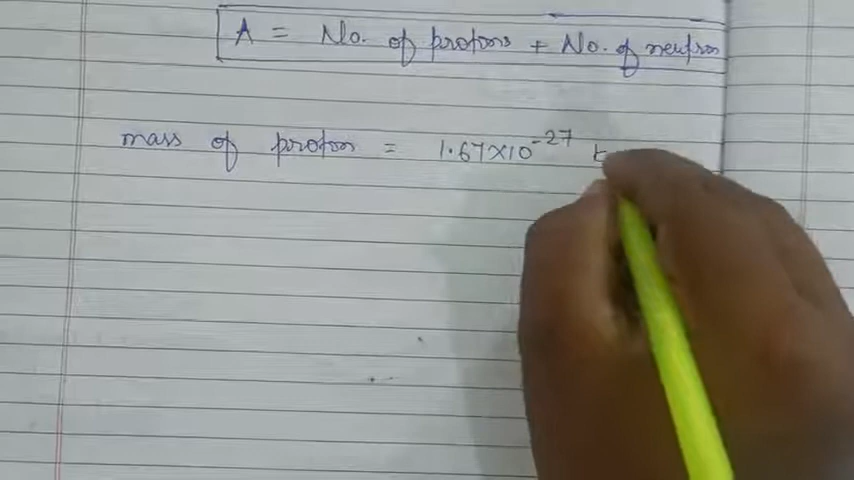 A = No. of protons + No. of neutron
mass of proton = 1.67×10⁻²⁷ k